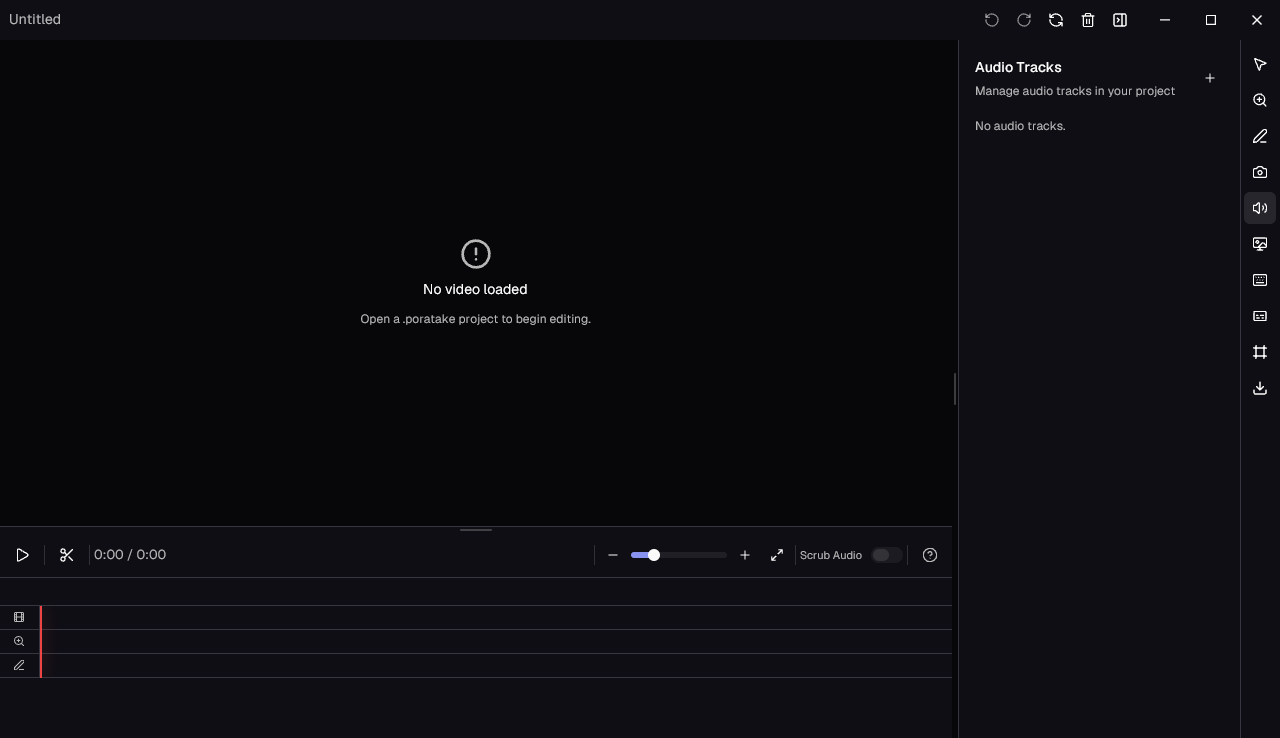 Untitled
Audio Tracks
Manage audio tracks in your project
No audio tracks.
No video loaded
Open a .poratake project to begin editing.
0:00 / 0:00
Scrub Audio